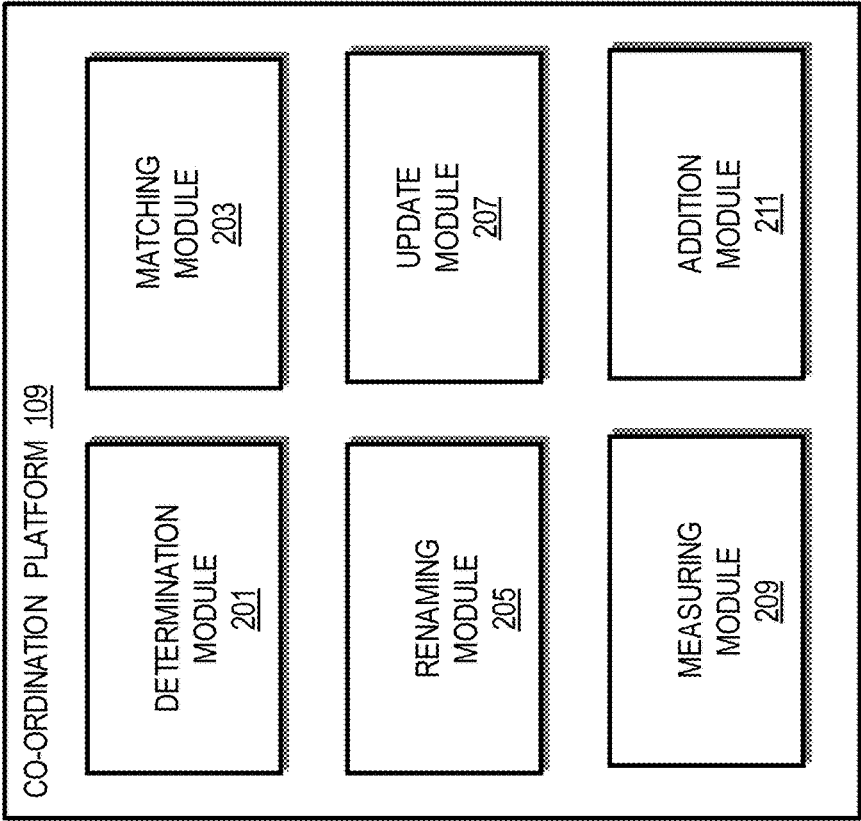 CO-ORDINATION PLATFORM 109
DETERMINATION
MODULE
201
MATCHING
MODULE
203
RENAMING
MODULE
205
UPDATE
MODULE
207
MEASURING
MODULE
209
ADDITION
MODULE
211